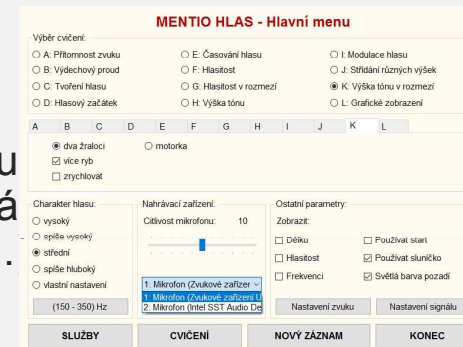 MENTIO HLAS - Hlavní menu
Výběr cvičení:
A: Přítomnost zvuku
B: Výdechový proud
C: Tvoření hlasu
D: Hlasový začátek
E: Časování hlasu
F: Hlasitost
G: Hlasitost v rozmezí
H: Výška tónu
I: Modulace hlasu
J: Střídání různých výšek
K: Výška tónu v rozmezí
L: Grafické zobrazení
A B C D E F G H I J K L
dva žraloci
více ryb
zrychlovat
motorka
u
á
.
Charakter hlasu:
vysoký
spíše vysoký
střední
spíše hluboký
vlastní nastavení
(150 - 350) Hz
Nahrávací zařízení:
Citlivost mikrofonu: 10
1: Mikrofon (Zvukové zařízer
1: Mikrofon (Zvukové zařízení U
2: Mikrofon (Intel SST Audio De
Ostatní parametry:
Zobrazit:
Délku
Hlasitost
Frekvenci
Používat start
Používat sluníčko
Světlá barva pozadí
Nastavení zvuku
Nastavení signálu
SLUŽBY
CVIČENÍ
NOVÝ ZÁZNAM
KONEC